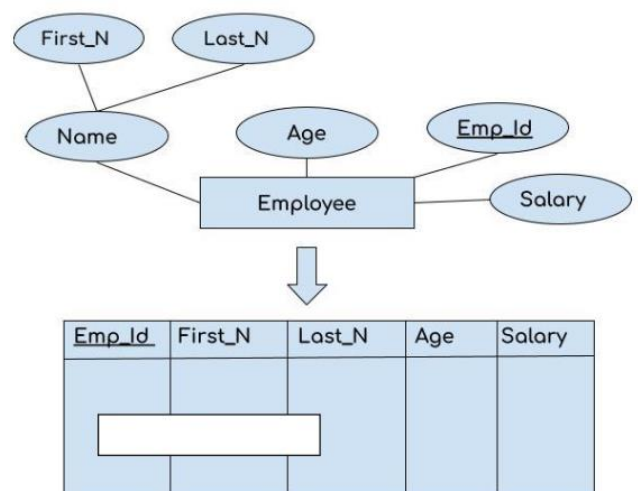 First_N Last_N
Name Age Emp_Id
Employee Salary
Emp_Id First_N Last_N Age Salary